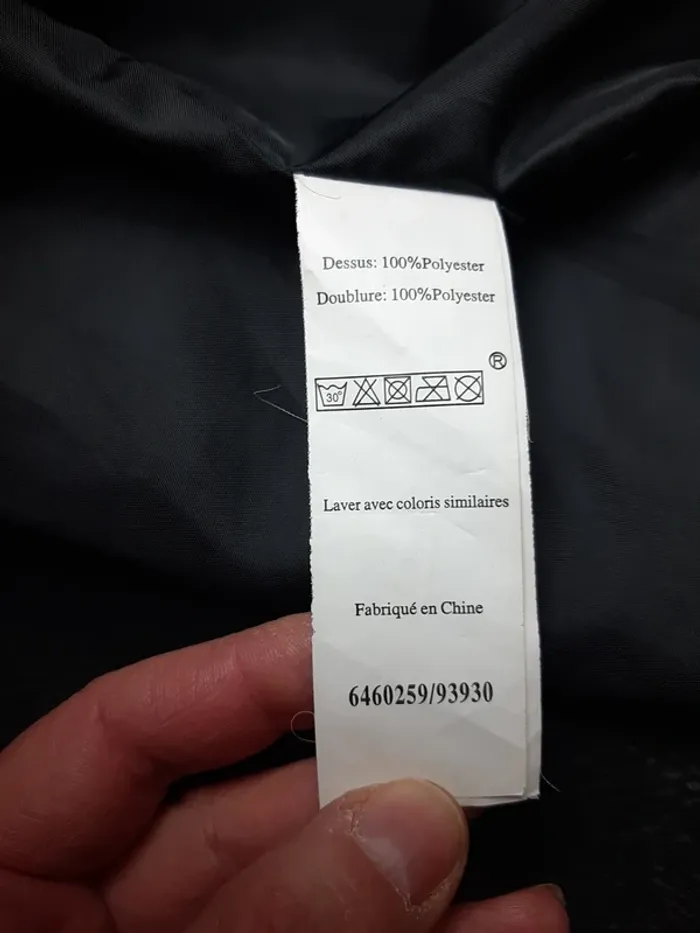 Dessus: 100%Polyester
Doublure: 100%Polyester
®
30°
Laver avec coloris similaires
Fabriqué en Chine
6460259/93930